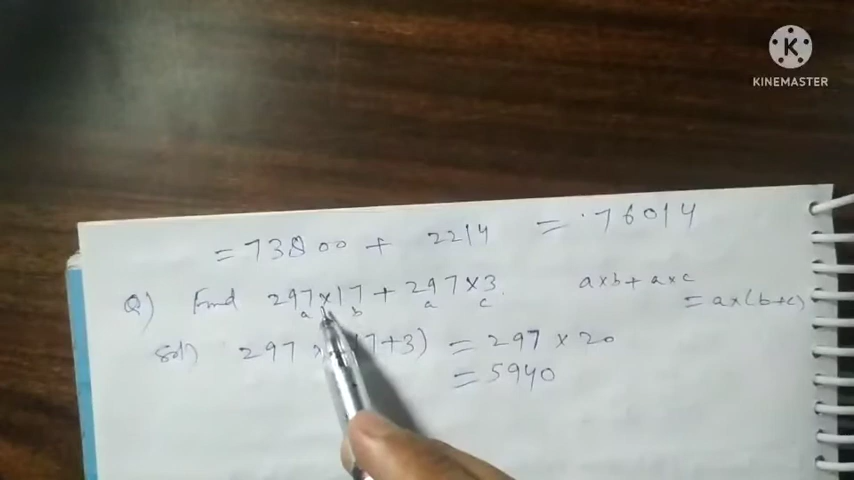 KINEMASTER
= 73800 + 2214 = 76014
Q) Find 297×17 + 297×3. a×b + a×c
a b a c = a×(b+c)
Sol) 297 × 17+3) = 297 × 20
= 5940